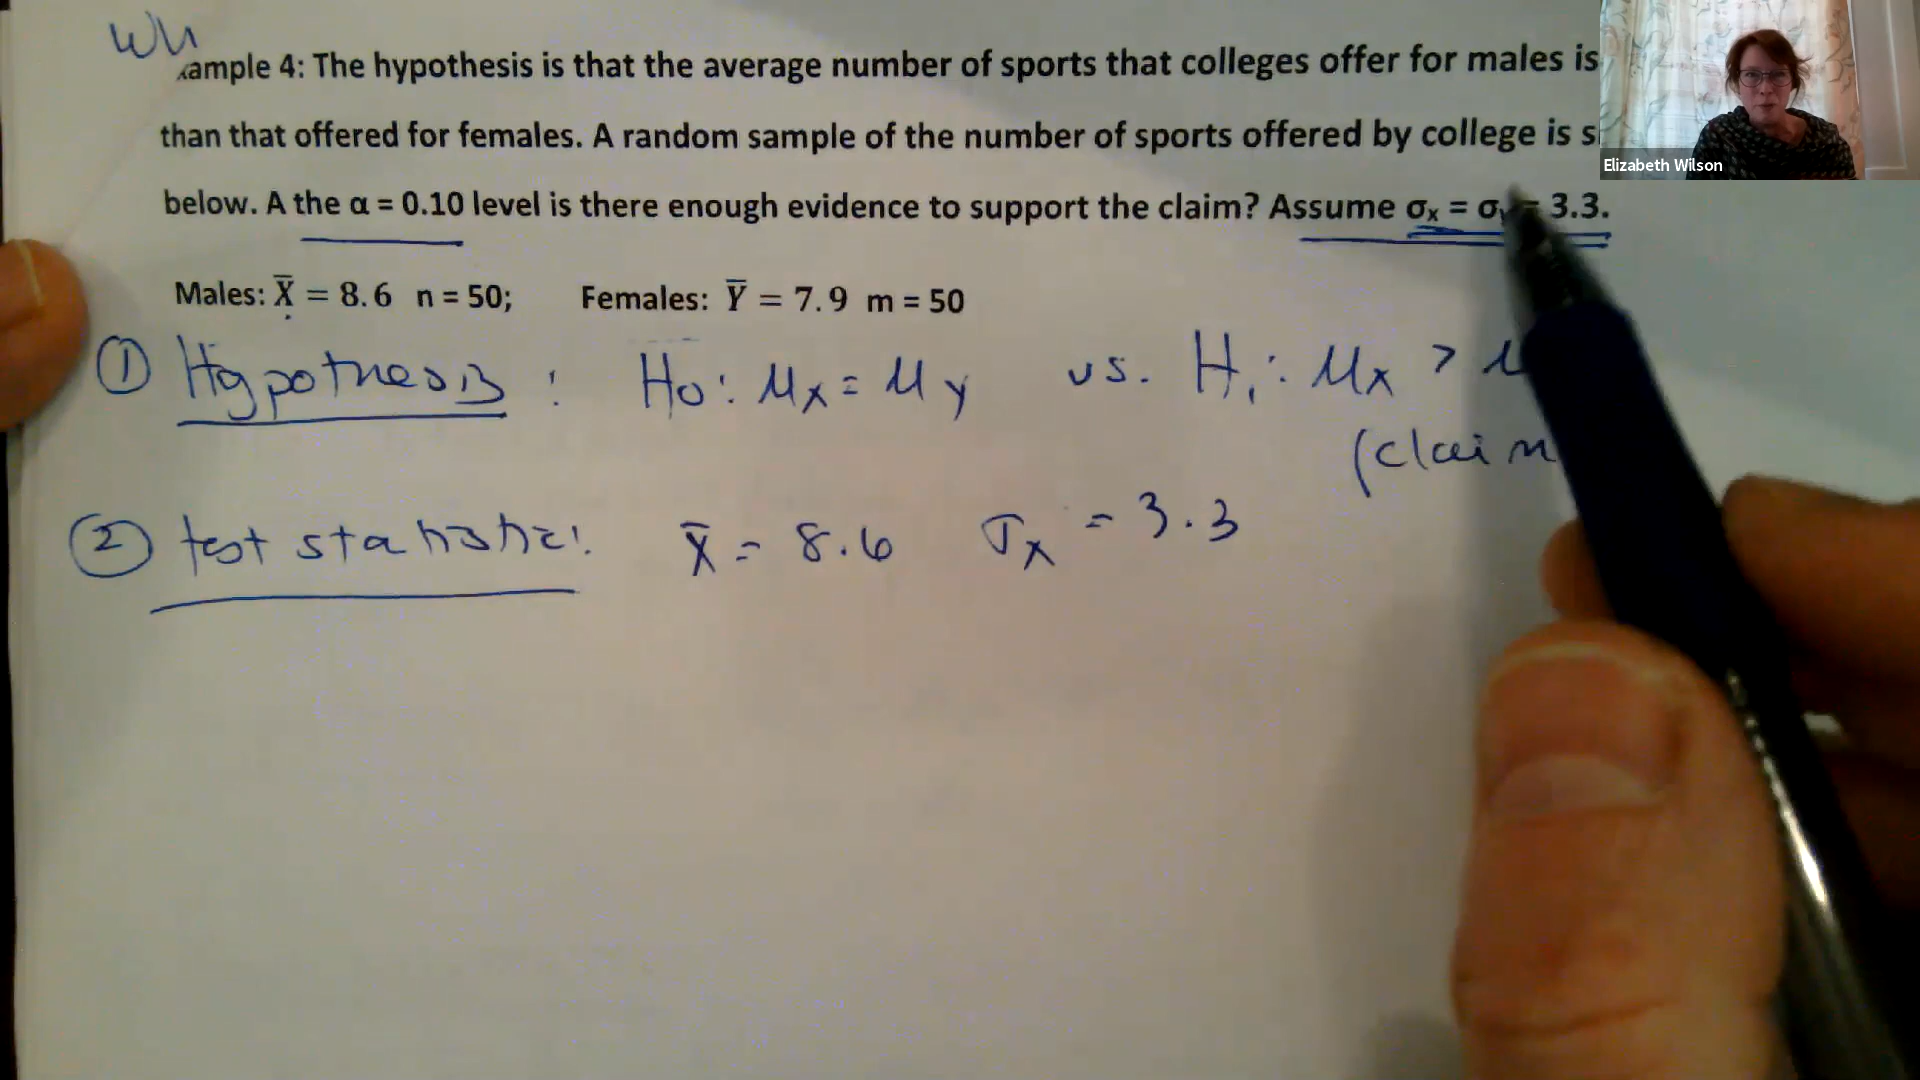 Wh
ample 4: The hypothesis is that the average number of sports that colleges offer for males is
than that offered for females. A random sample of the number of sports offered by college is s
Elizabeth Wilson
below. A the α = 0.10 level is there enough evidence to support the claim? Assume σx = σy = 3.3.
Males: X̄ = 8.6 n = 50; Females: Ȳ = 7.9 m = 50
① Hypothesis: H0: μx = μy vs. H1: μx > μ
(claim
② test statistic: x̄ = 8.6 σx = 3.3